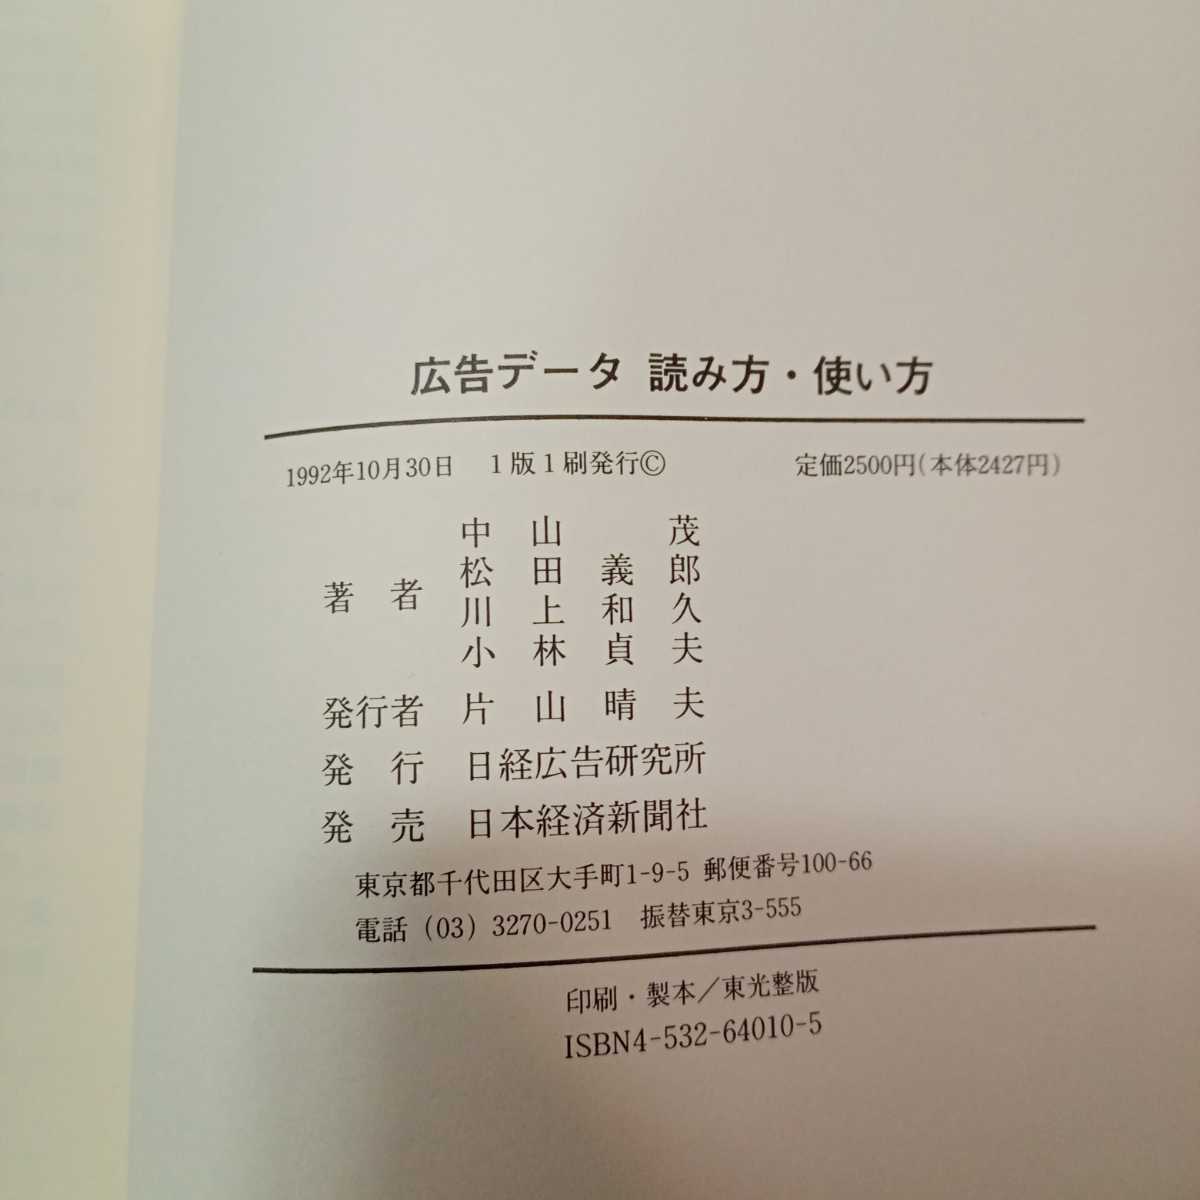 広告データ 読み方・使い方
1992年10月30日 1版1刷発行© 定価2500円(本体2427円)
著者 中山茂
松田義郎
川上和久
小林貞夫
発行者 片山晴夫
発行 日経広告研究所
発売 日本経済新聞社
東京都千代田区大手町1-9-5 郵便番号100-66
電話 (03) 3270-0251 振替東京3-555
印刷・製本/東光整版
ISBN4-532-64010-5